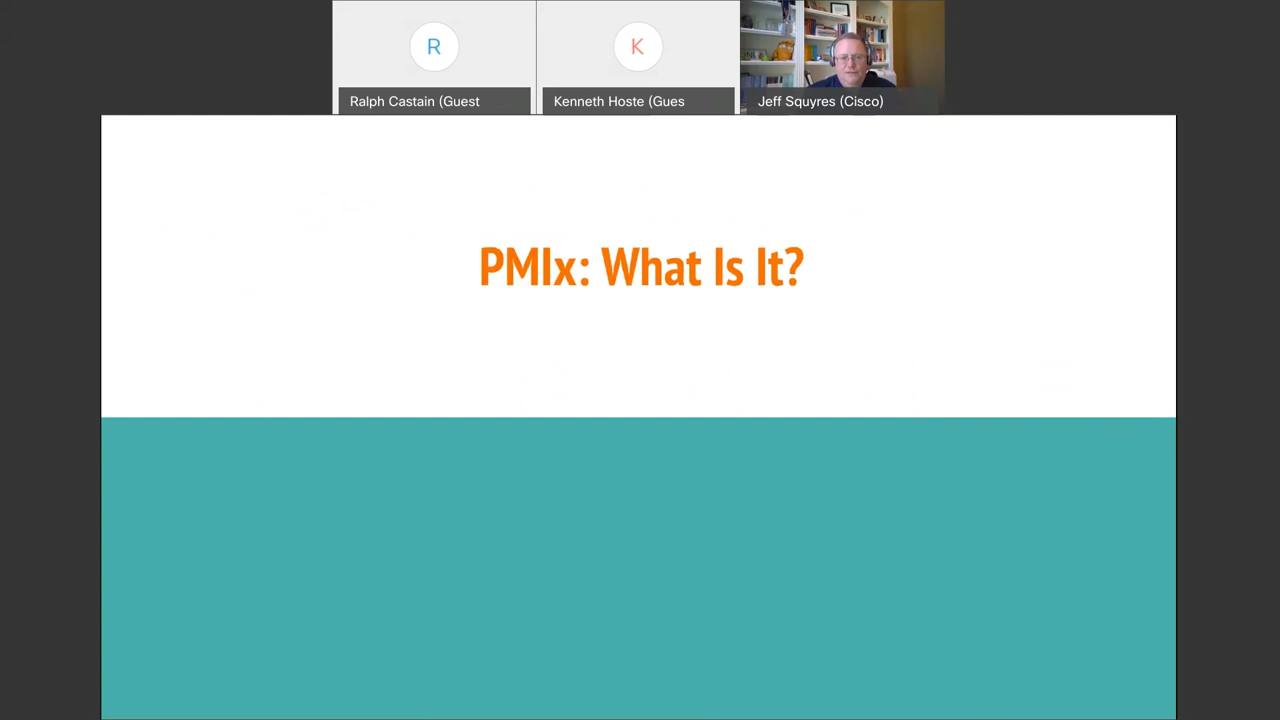 R
K
Ralph Castain (Guest
Kenneth Hoste (Gues
Jeff Squyres (Cisco)
PMIx: What Is It?